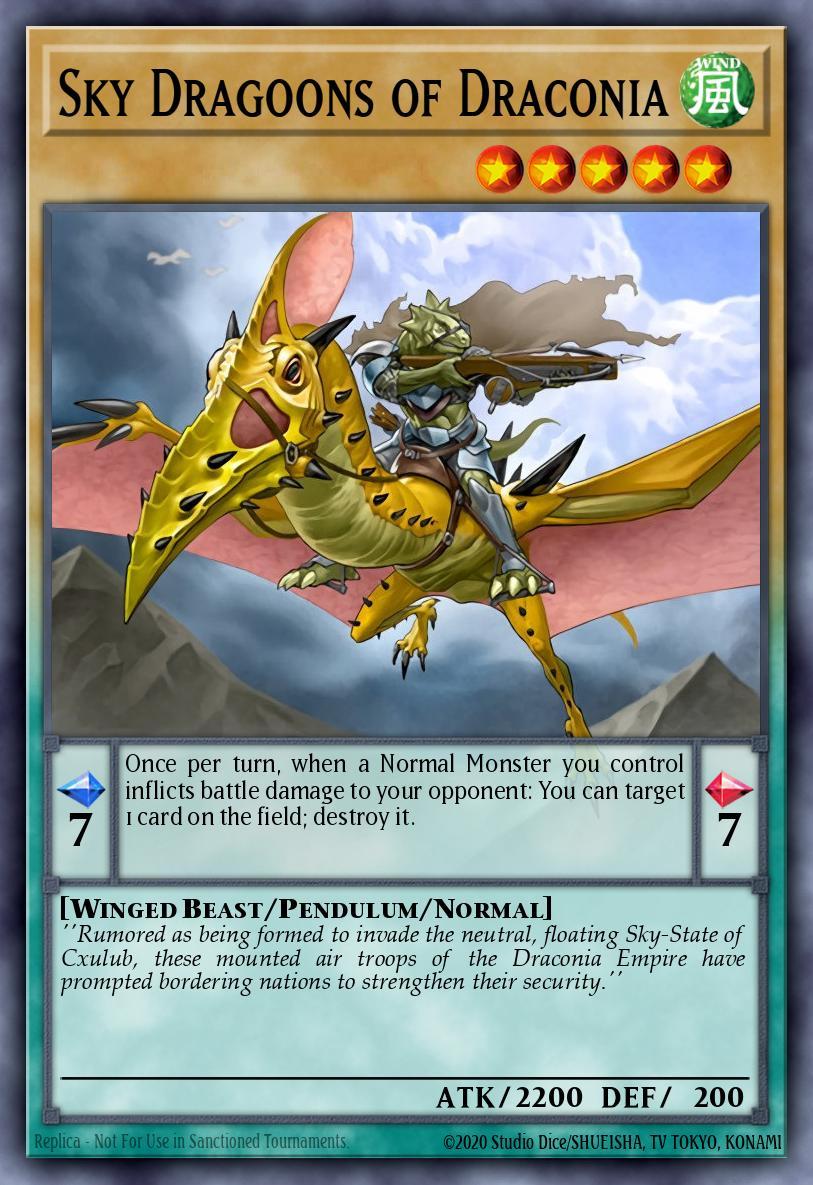 Sky Dragoons of Draconia
WIND
風
Once per turn, when a Normal Monster you control
inflicts battle damage to your opponent: You can target
1 card on the field; destroy it.
7
7
[Winged Beast/Pendulum/Normal]
''Rumored as being formed to invade the neutral, floating Sky-State of
Cxulub, these mounted air troops of the Draconia Empire have
prompted bordering nations to strengthen their security.''
ATK/2200 DEF/ 200
Replica - Not For Use in Sanctioned Tournaments.
©2020 Studio Dice/SHUEISHA, TV TOKYO, KONAMI